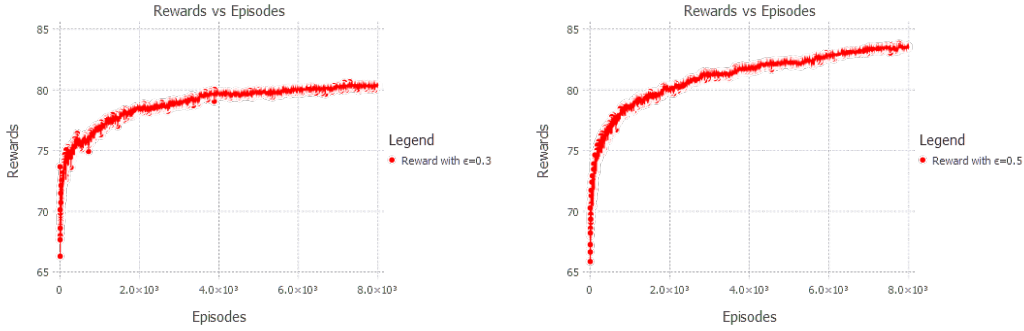 Rewards vs Episodes
85
80
75
70
65
Rewards
0
2.0×10³
4.0×10³
6.0×10³
8.0×10³
Episodes
Legend
Reward with ϵ=0.3
Rewards vs Episodes
85
80
75
70
65
Rewards
0
2.0×10³
4.0×10³
6.0×10³
8.0×10³
Episodes
Legend
Reward with ϵ=0.5